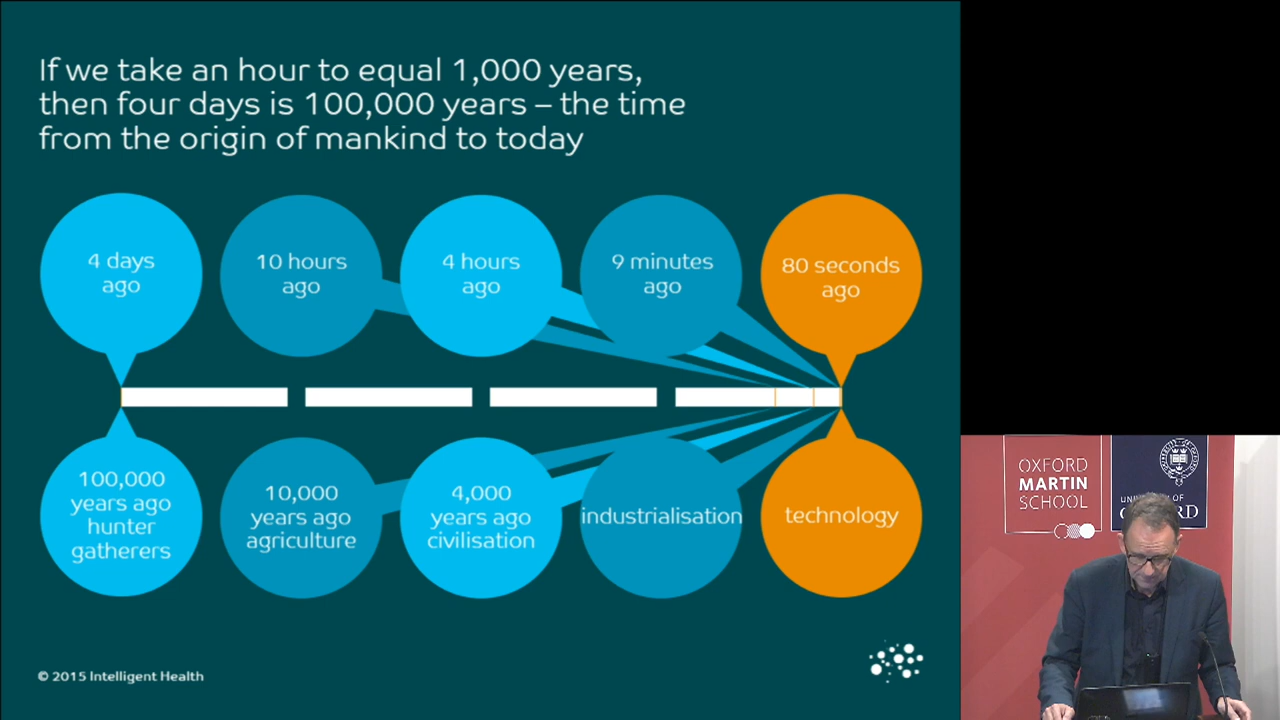 If we take an hour to equal 1,000 years,
then four days is 100,000 years – the time
from the origin of mankind to today
4 days
ago
10 hours
ago
4 hours
ago
9 minutes
ago
80 seconds
ago
100,000
years ago
hunter
gatherers
10,000
years ago
agriculture
4,000
years ago
civilisation
industrialisation
technology
© 2015 Intelligent Health
OXFORD
MARTIN
SCHOOL